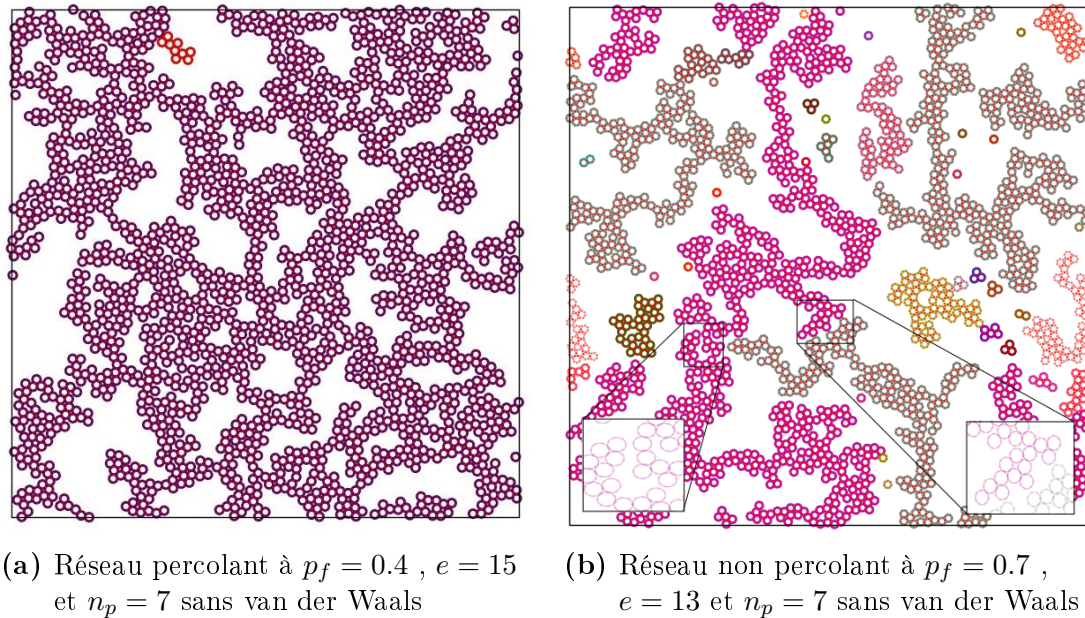 (a) Réseau percolant à p_f = 0.4 , e = 15
et n_p = 7 sans van der Waals
(b) Réseau non percolant à p_f = 0.7 ,
e = 13 et n_p = 7 sans van der Waals